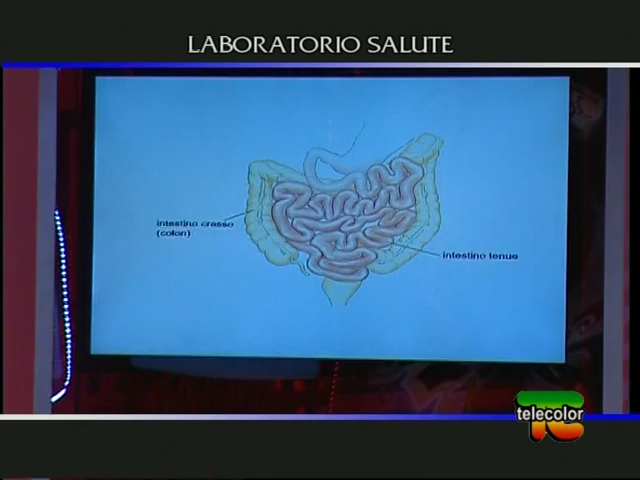 LABORATORIO SALUTE
intestino crasso
(colon)
intestino tenue
telecolor